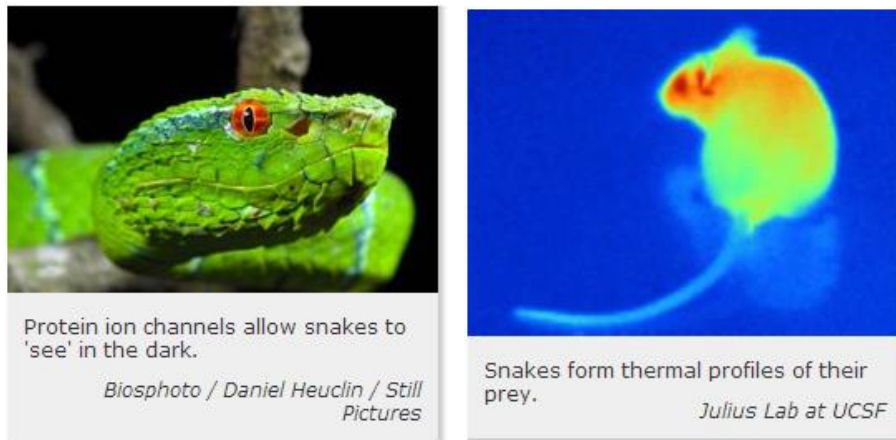 Protein ion channels allow snakes to
'see' in the dark.
Biosphoto / Daniel Heuclin / Still
Pictures
Snakes form thermal profiles of their
prey.
Julius Lab at UCSF